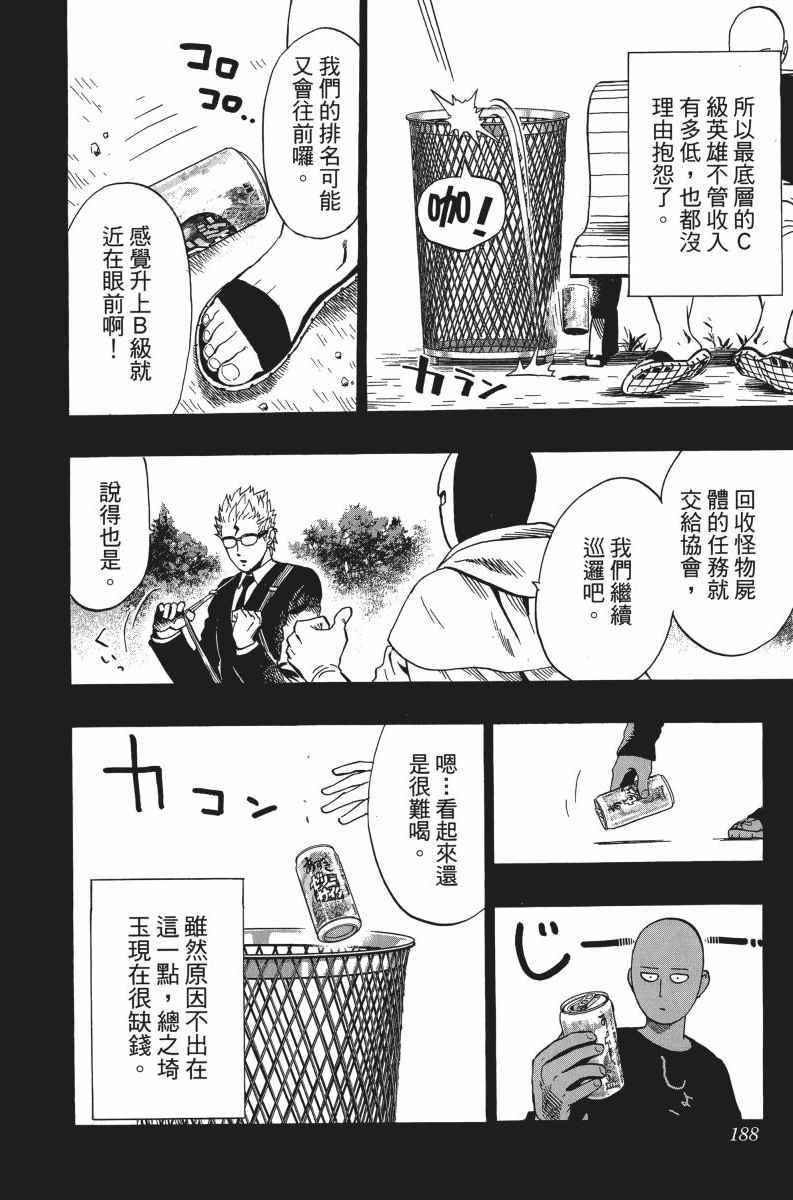 所以最底層的C
級英雄不管收入
有多低，也都沒
理由抱怨了。
咖！
カラン
我們的排名可能
又會往前囉。
コロ
コロ..
感覺升上B級就
近在眼前啊！
回收怪物屍
體的任務就
交給協會，
我們繼續
巡邏吧。
說得也是。
くいっ
じ
嗯…看起來還
是很難喝。
カコン
雖然原因不出在
這一點，總之埼
玉現在很缺錢。
188